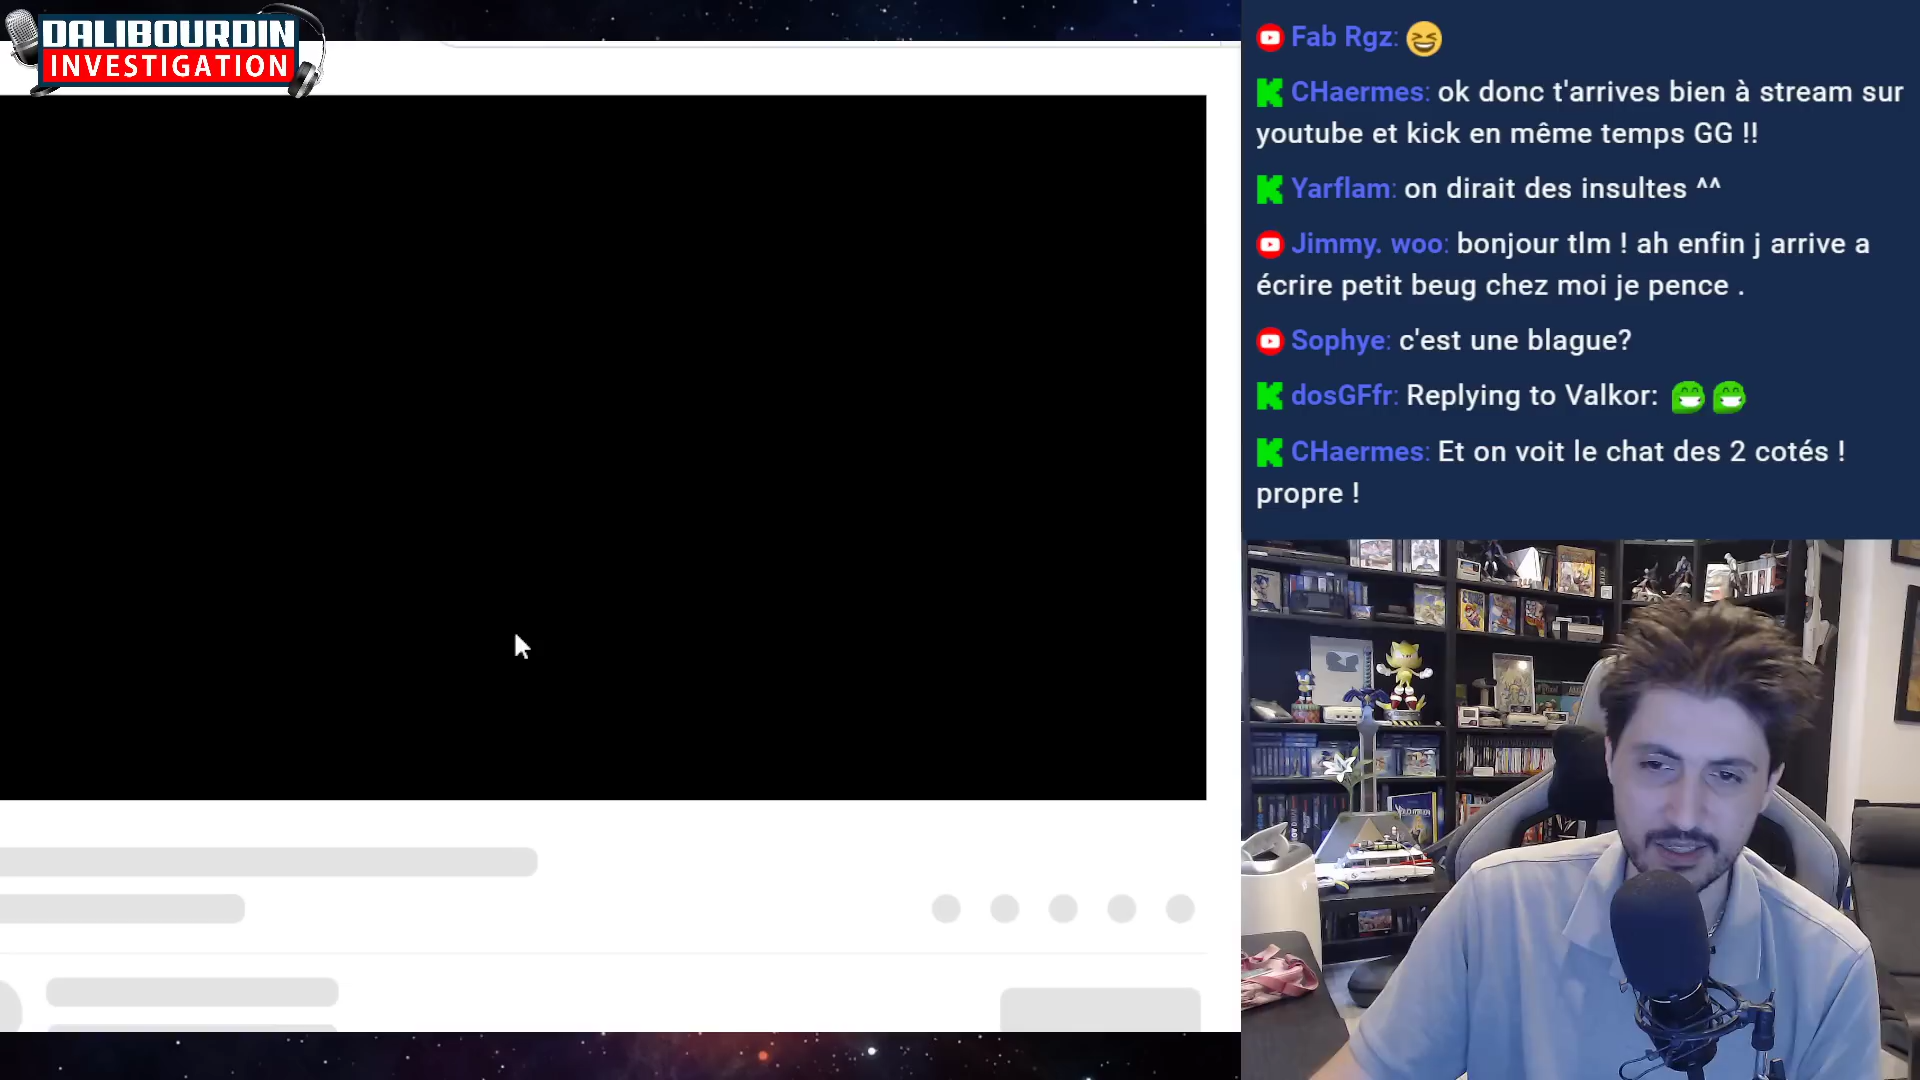 DALIBOURDIN
INVESTIGATION
Fab Rgz: 😆
CHaermes: ok donc t'arrives bien à stream sur
youtube et kick en même temps GG !!
Yarflam: on dirait des insultes ^^
Jimmy. woo: bonjour tlm ! ah enfin j arrive a
écrire petit beug chez moi je pence .
Sophye: c'est une blague?
dosGFfr: Replying to Valkor:
CHaermes: Et on voit le chat des 2 cotés !
propre !